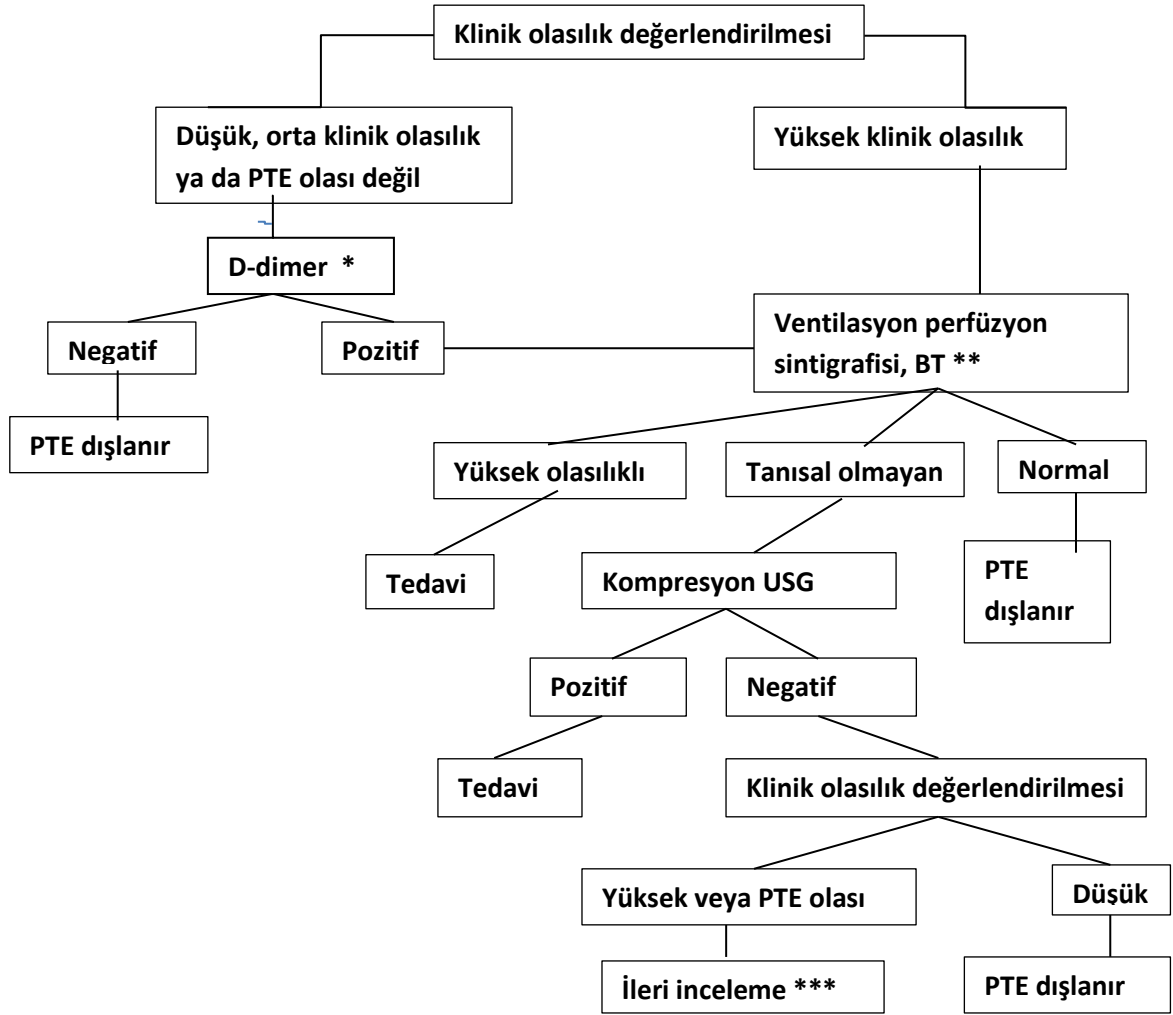 Klinik olasılık değerlendirilmesi
Düşük, orta klinik olasılık
ya da PTE olası değil
Yüksek klinik olasılık
D-dimer *
Negatif
Pozitif
Ventilasyon perfüzyon
sintigrafisi, BT **
PTE dışlanır
Yüksek olasılıklı
Tanısal olmayan
Normal
Tedavi
Kompresyon USG
PTE
dışlanır
Pozitif
Negatif
Tedavi
Klinik olasılık değerlendirilmesi
Yüksek veya PTE olası
Düşük
İleri inceleme ***
PTE dışlanır